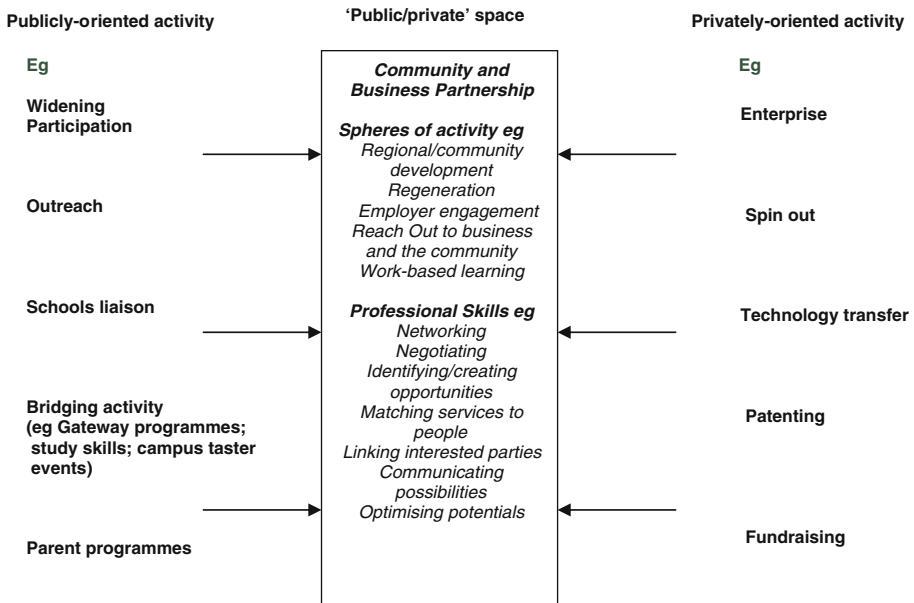 Publicly-oriented activity
Eg
Widening
Participation
Outreach
Schools liaison
Bridging activity
(eg Gateway programmes;
study skills; campus taster
events)
Parent programmes
‘Public/private’ space
Community and
Business Partnership
Spheres of activity eg
Regional/community
development
Regeneration
Employer engagement
Reach Out to business
and the community
Work-based learning
Professional Skills eg
Networking
Negotiating
Identifying/creating
opportunities
Matching services to
people
Linking interested parties
Communicating
possibilities
Optimising potentials
Privately-oriented activity
Eg
Enterprise
Spin out
Technology transfer
Patenting
Fundraising